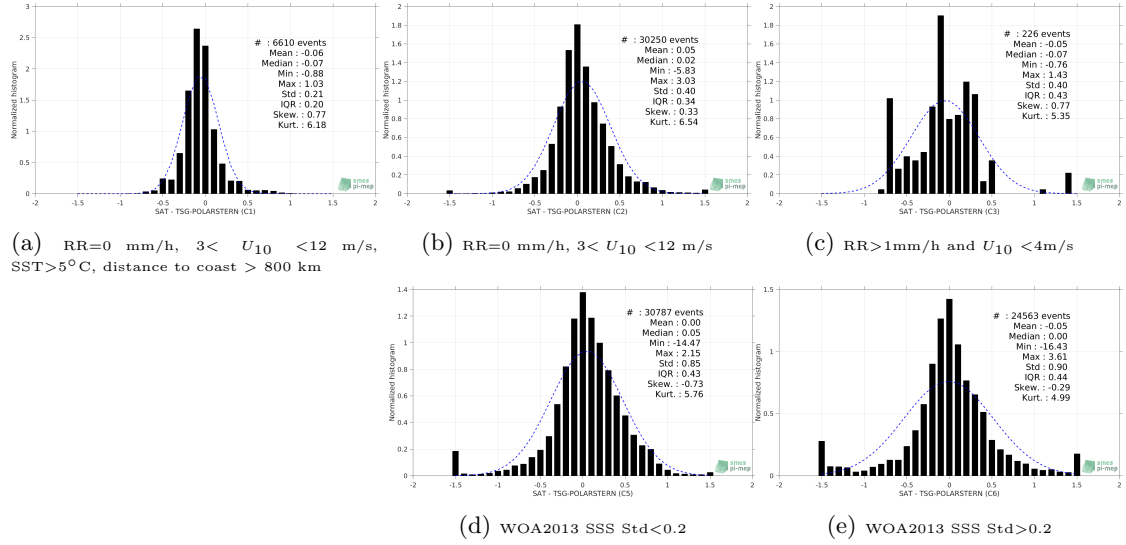 3
2.5
2
1.5
1
0.5
0
Normalized histogram
# : 6610 events
Mean : -0.06
Median : -0.07
Min : -0.88
Max : 1.03
Std : 0.21
IQR : 0.20
Skew. : 0.77
Kurt. : 6.18
smos
pi-mep
-2 -1.5 -1 -0.5 0 0.5 1 1.5 2
SAT - TSG-POLARSTERN (C1)
(a) RR=0 mm/h, 3< U10 <12 m/s,
SST>5°C, distance to coast > 800 km
2
1.8
1.6
1.4
1.2
1
0.8
0.6
0.4
0.2
0
Normalized histogram
# : 30250 events
Mean : 0.05
Median : 0.02
Min : -5.83
Max : 3.03
Std : 0.40
IQR : 0.34
Skew. : 0.33
Kurt. : 6.54
smos
pi-mep
-2 -1.5 -1 -0.5 0 0.5 1 1.5 2
SAT - TSG-POLARSTERN (C2)
(b) RR=0 mm/h, 3< U10 <12 m/s
2
1.8
1.6
1.4
1.2
1
0.8
0.6
0.4
0.2
0
Normalized histogram
# : 226 events
Mean : -0.05
Median : -0.07
Min : -0.76
Max : 1.43
Std : 0.40
IQR : 0.43
Skew. : 0.77
Kurt. : 5.35
smos
pi-mep
-2 -1.5 -1 -0.5 0 0.5 1 1.5 2
SAT - TSG-POLARSTERN (C3)
(c) RR>1mm/h and U10 <4m/s
1.4
1.2
1
0.8
0.6
0.4
0.2
0
Normalized histogram
# : 30787 events
Mean : 0.00
Median : 0.05
Min : -14.47
Max : 2.15
Std : 0.85
IQR : 0.43
Skew. : -0.73
Kurt. : 5.76
smos
pi-mep
-2 -1.5 -1 -0.5 0 0.5 1 1.5 2
SAT - TSG-POLARSTERN (C5)
(d) WOA2013 SSS Std<0.2
1.5
1
0.5
0
Normalized histogram
# : 24563 events
Mean : -0.05
Median : 0.00
Min : -16.43
Max : 3.61
Std : 0.90
IQR : 0.44
Skew. : -0.29
Kurt. : 4.99
smos
pi-mep
-2 -1.5 -1 -0.5 0 0.5 1 1.5 2
SAT - TSG-POLARSTERN (C6)
(e) WOA2013 SSS Std>0.2